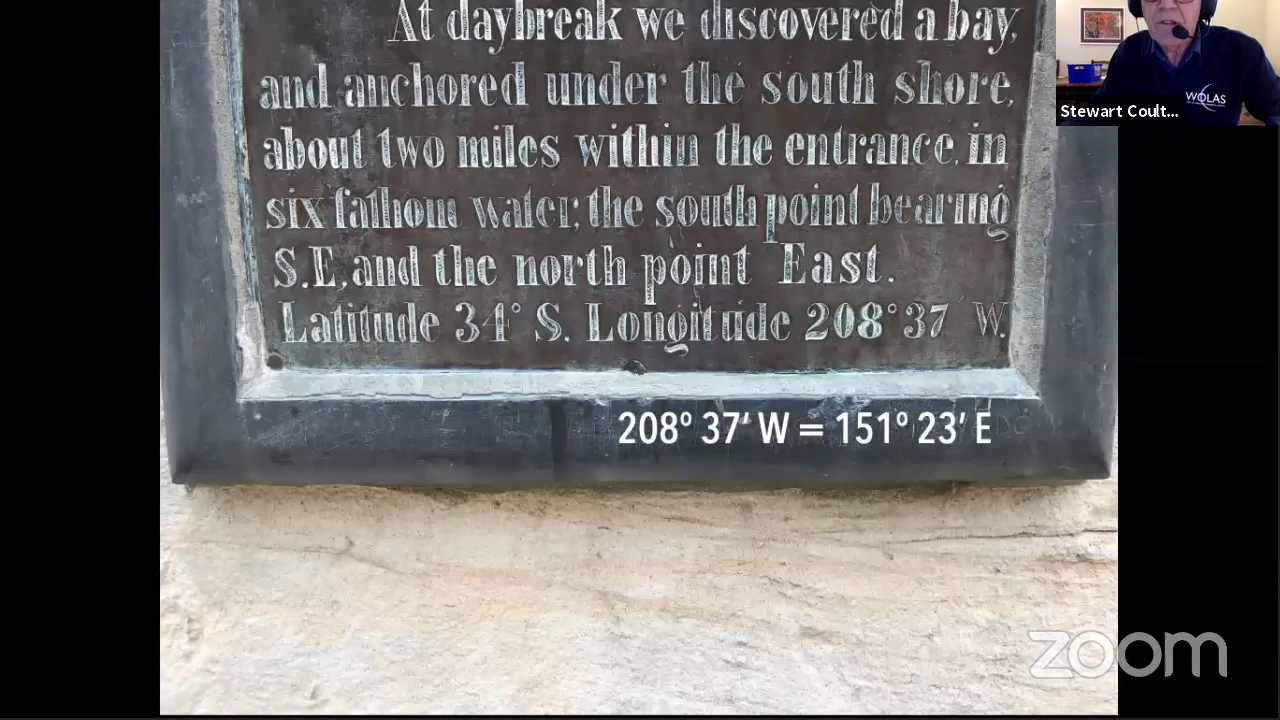 At daybreak we discovered a bay,
and anchored under the south shore,
about two miles within the entrance, in
six fathom water; the south point bearing
S.E, and the north point East.
Latitude 34° S. Longitude 208° 37 W.
208° 37′ W = 151° 23′ E
WOLAS
Stewart Coult...
zoom